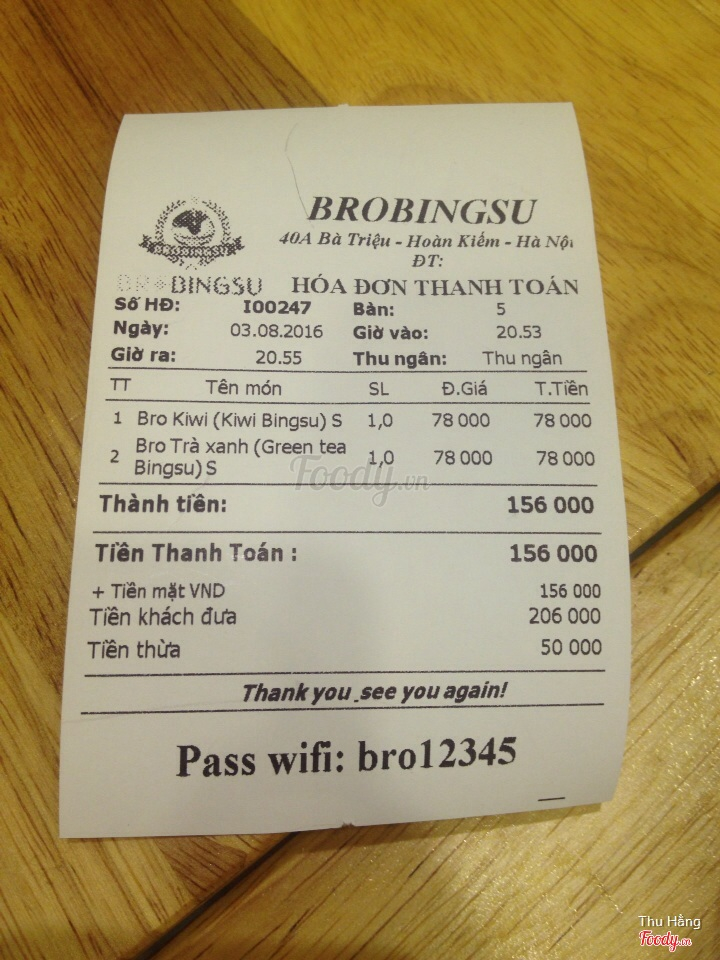 BROBINGSU
40A Bà Triệu - Hoàn Kiếm - Hà Nội
ĐT:
BROBINGSU
BROBINGSU HÓA ĐƠN THANH TOÁN
Số HĐ: I00247 Bàn: 5
Ngày: 03.08.2016 Giờ vào: 20.53
Giờ ra: 20.55 Thu ngân: Thu ngân
TT Tên món SL Đ.Giá T.Tiền
1 Bro Kiwi (Kiwi Bingsu) S 1,0 78 000 78 000
2 Bro Trà xanh (Green tea Bingsu) S 1,0 78 000 78 000
Thành tiền: 156 000
Tiền Thanh Toán : 156 000
+ Tiền mặt VND 156 000
Tiền khách đưa 206 000
Tiền thừa 50 000
Thank you .see you again!
Pass wifi: bro12345
Foody.vn
Thu Hằng
Foody.vn